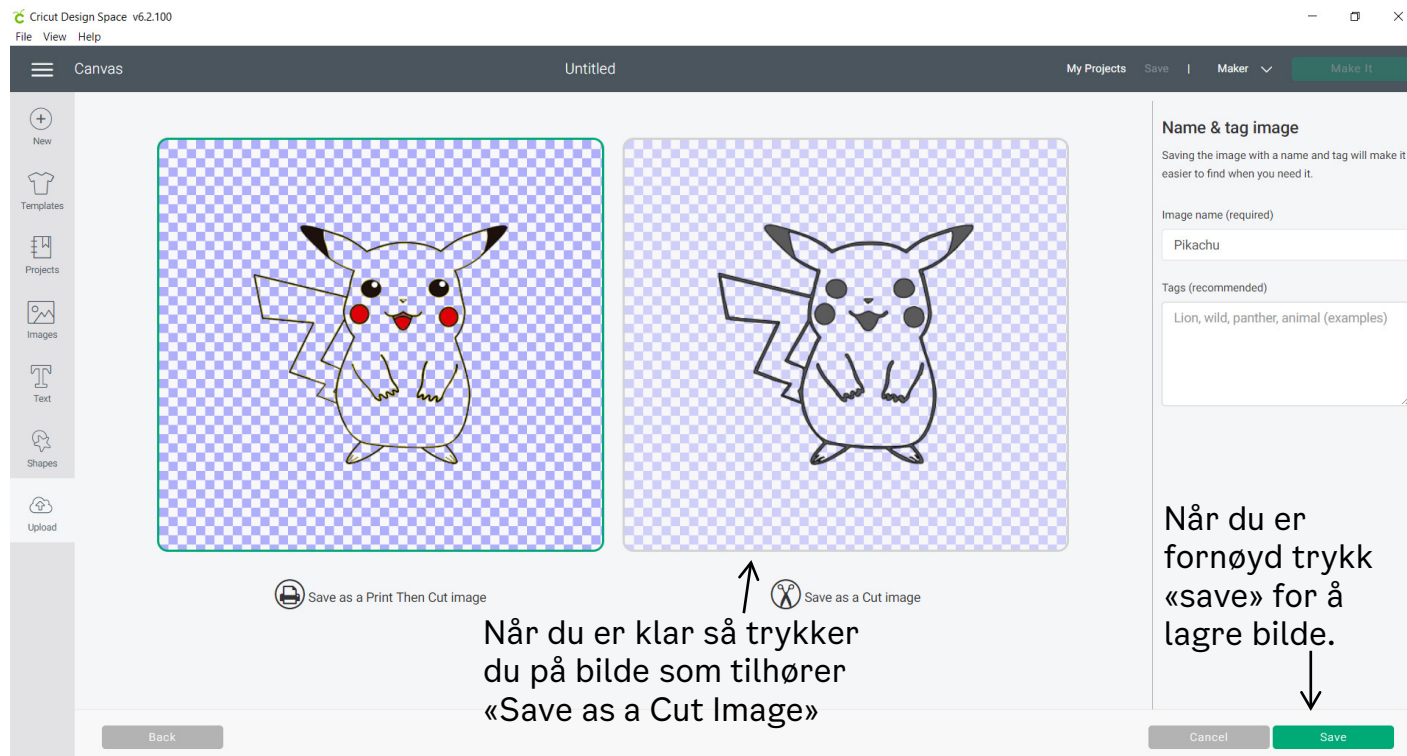 Cricut Design Space v6.2.100
File View Help
Canvas
Untitled
My Projects Save | Maker Make It
New
Templates
Projects
Images
Text
Shapes
Upload
Name & tag image
Saving the image with a name and tag will make it
easier to find when you need it.
Image name (required)
Pikachu
Tags (recommended)
Lion, wild, panther, animal (examples)
Save as a Print Then Cut image
Save as a Cut image
Når du er klar så trykker
du på bilde som tilhører
«Save as a Cut Image»
Når du er
fornøyd trykk
«save» for å
lagre bilde.
Back
Cancel
Save